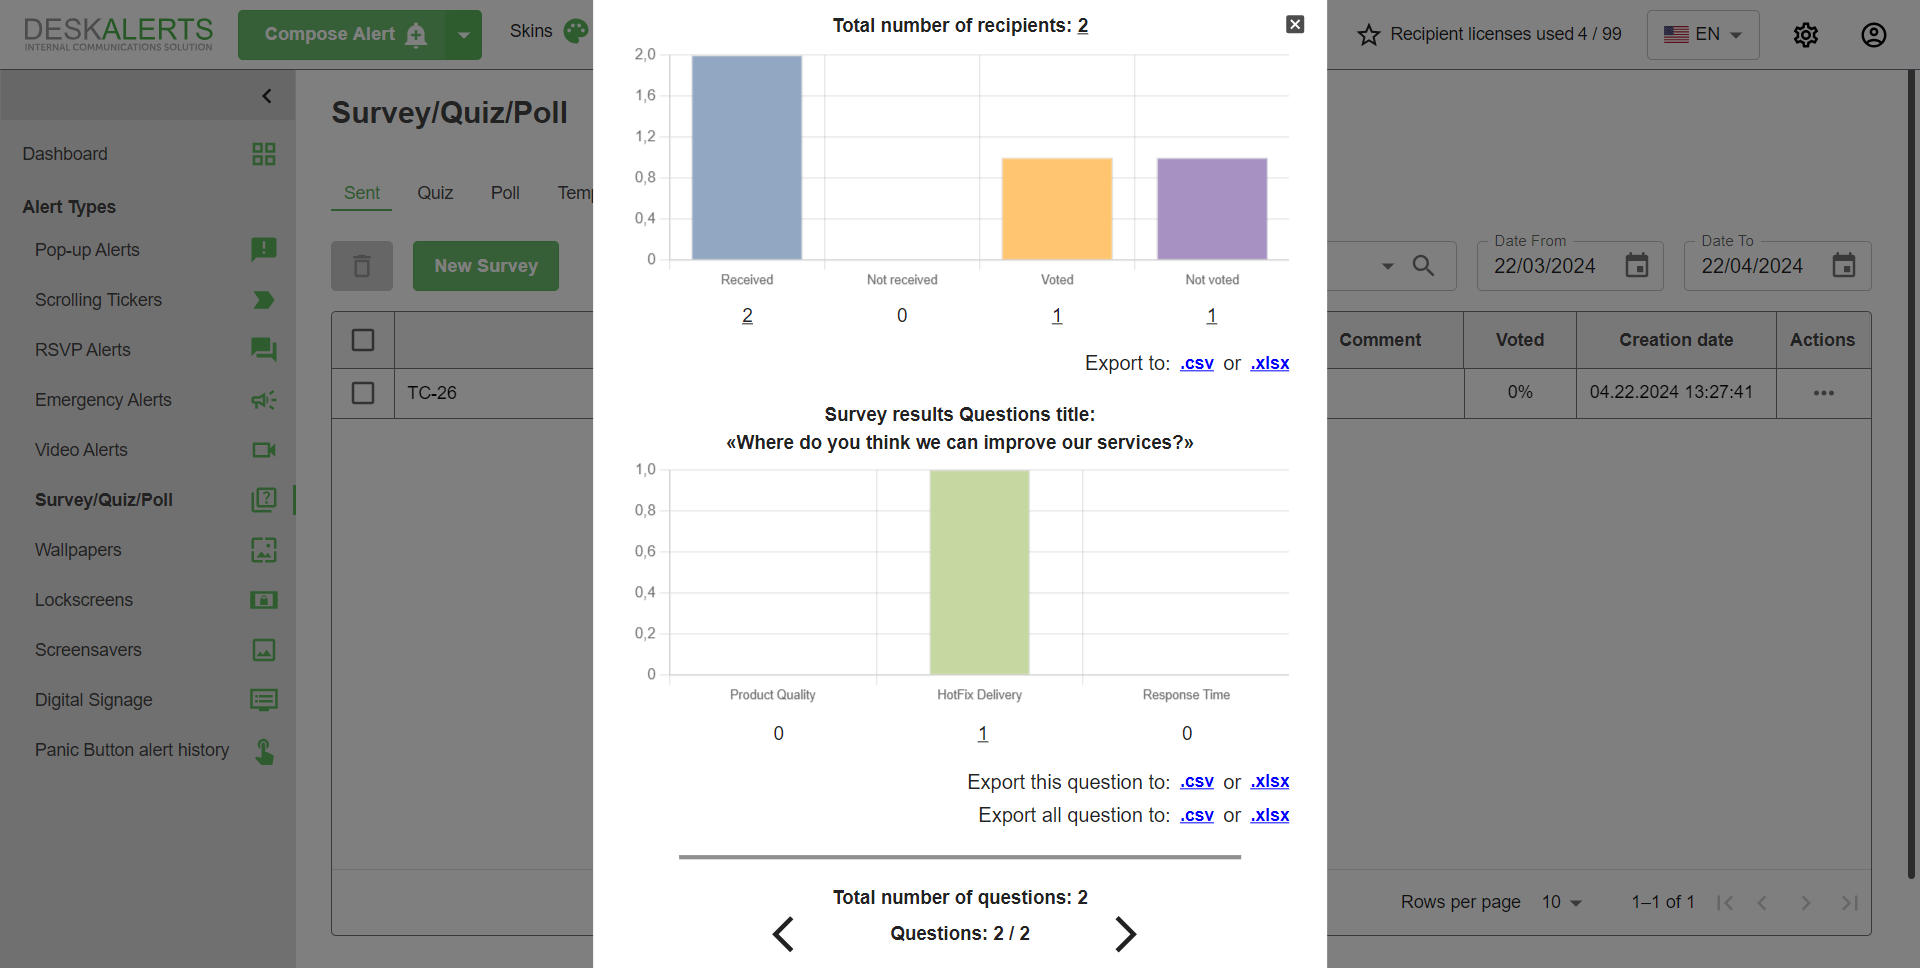 DESKALERTS
INTERNAL COMMUNICATIONS SOLUTION
Compose Alert
Skins
Recipient licenses used 4 / 99
EN
Dashboard
Alert Types
Pop-up Alerts
Scrolling Tickers
RSVP Alerts
Emergency Alerts
Video Alerts
Survey/Quiz/Poll
Wallpapers
Lockscreens
Screensavers
Digital Signage
Panic Button alert history
Survey/Quiz/Poll
Sent Quiz Poll
New Survey
Date From
22/03/2024
Date To
22/04/2024
Comment Voted Creation date Actions
TC-26 0% 04.22.2024 13:27:41
Rows per page 10 1–1 of 1
Total number of recipients: 2
2,0
1,6
1,2
0,8
0,4
0
Received Not received Voted Not voted
2 0 1 1
Export to: .csv or .xlsx
Survey results Questions title:
«Where do you think we can improve our services?»
1,0
0,8
0,6
0,4
0,2
0
Product Quality HotFix Delivery Response Time
0 1 0
Export this question to: .csv or .xlsx
Export all question to: .csv or .xlsx
Total number of questions: 2
Questions: 2 / 2